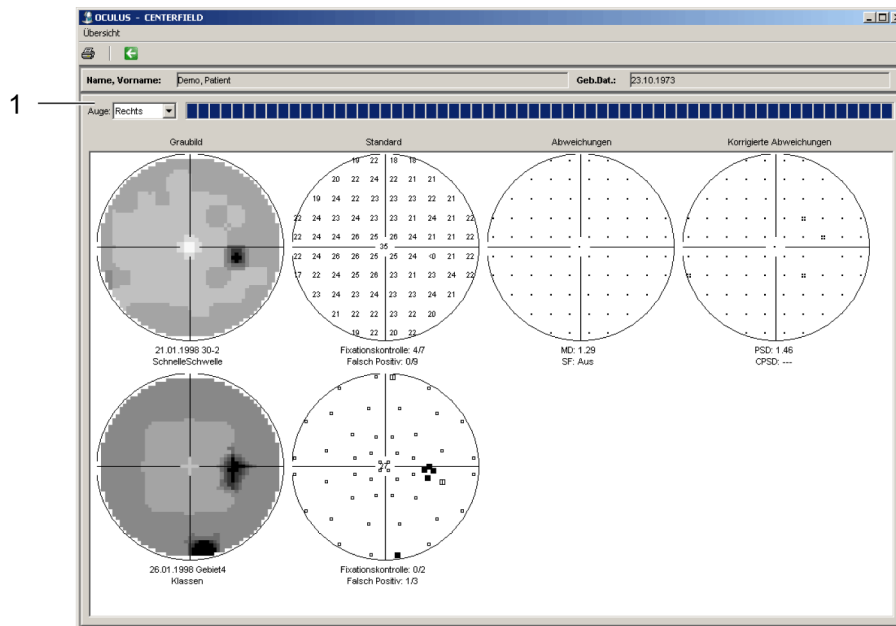 OCULUS - CENTERFIELD
Übersicht
Name, Vorname: Demo, Patient Geb.Dat.: 23.10.1973
1
Auge: Rechts
Graubild Standard Abweichungen Korrigierte Abweichungen
19 22 18 18
20 22 24 22 21 21
19 24 22 23 23 23 22 21
22 24 23 24 23 23 21 24 21 22
22 24 24 26 25 26 24 21 21 22
35
22 24 26 26 25 25 24 <0 21 22
17 22 24 25 26 23 21 23 24 22
23 24 23 24 23 23 24 21
21 22 22 23 22 20
19 22 20 22
21.01.1998 30-2 Fixationskontrolle: 4/7 MD: 1.29 PSD: 1.46
SchnelleSchwelle Falsch Positiv: 0/9 SF: Aus CPSD: ---
27
26.01.1998 Gebiet4 Fixationskontrolle: 0/2
Klassen Falsch Positiv: 1/3